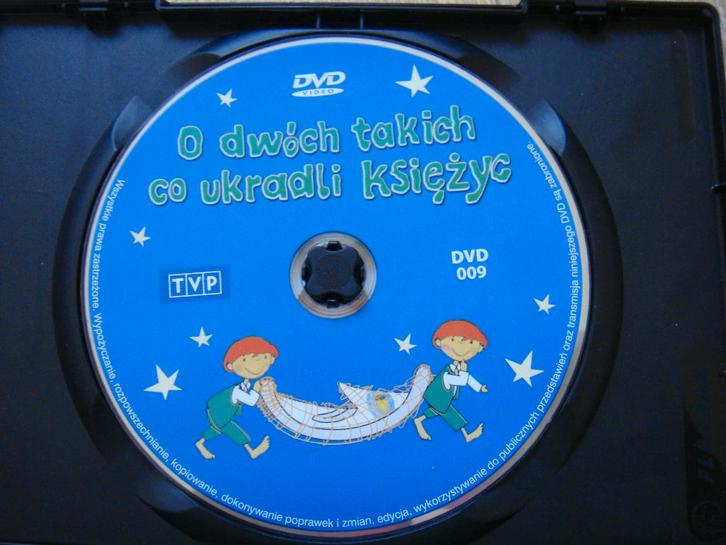 DVD
VIDEO
O dwóch takich
co ukradli księżyc
TVP
DVD
009
Wszystkie prawa zastrzeżone. Wypożyczanie, rozpowszechnianie, kopiowanie, dokonywanie poprawek i zmian, edycja, wykorzystywanie do publicznych przedstawień oraz transmisja niniejszego DVD są zabronione.